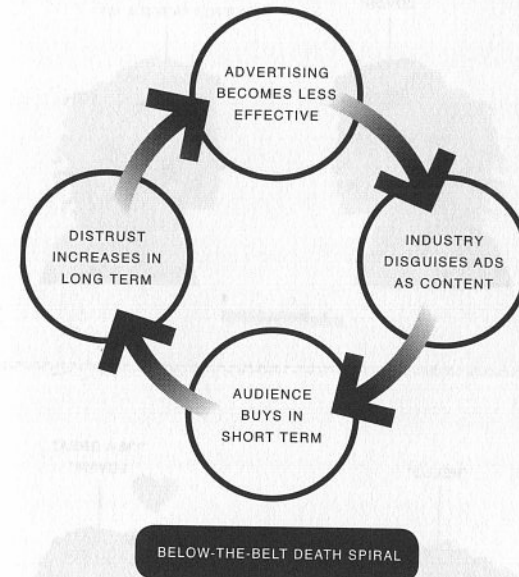 ADVERTISING
BECOMES LESS
EFFECTIVE
INDUSTRY
DISGUISES ADS
AS CONTENT
AUDIENCE
BUYS IN
SHORT TERM
DISTRUST
INCREASES IN
LONG TERM
BELOW-THE-BELT DEATH SPIRAL